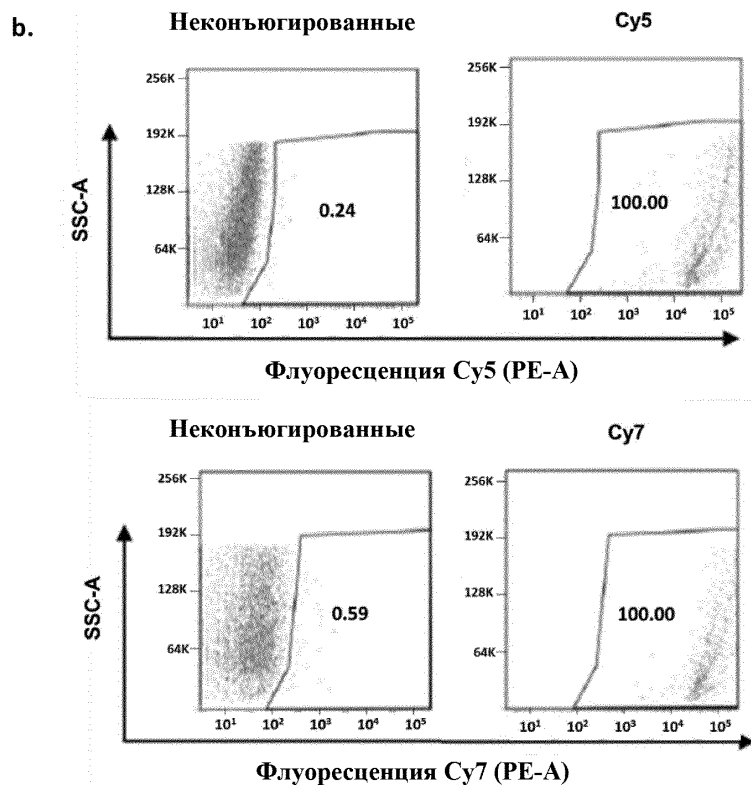 b.
Неконъюгированные
Cy5
256K
192K
128K
64K
0.24
10¹ 10² 10³ 10⁴ 10⁵
256K
192K
128K
64K
100.00
10¹ 10² 10³ 10⁴ 10⁵
SSC-A
Флуоресценция Cy5 (PE-A)
Неконъюгированные
Cy7
256K
192K
128K
64K
0.59
10¹ 10² 10³ 10⁴ 10⁵
256K
192K
128K
64K
100.00
10¹ 10² 10³ 10⁴ 10⁵
SSC-A
Флуоресценция Cy7 (PE-A)